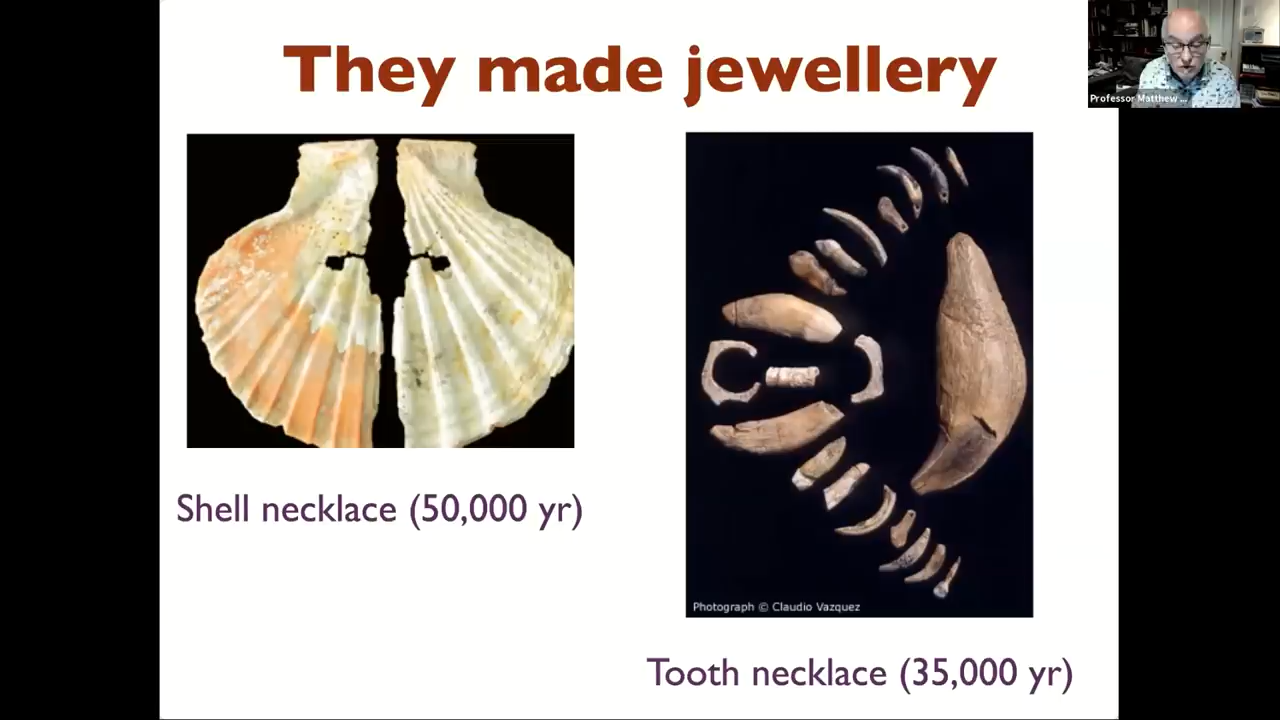 They made jewellery
Professor Matthew ...
Photograph © Claudio Vazquez
Shell necklace (50,000 yr)
Tooth necklace (35,000 yr)